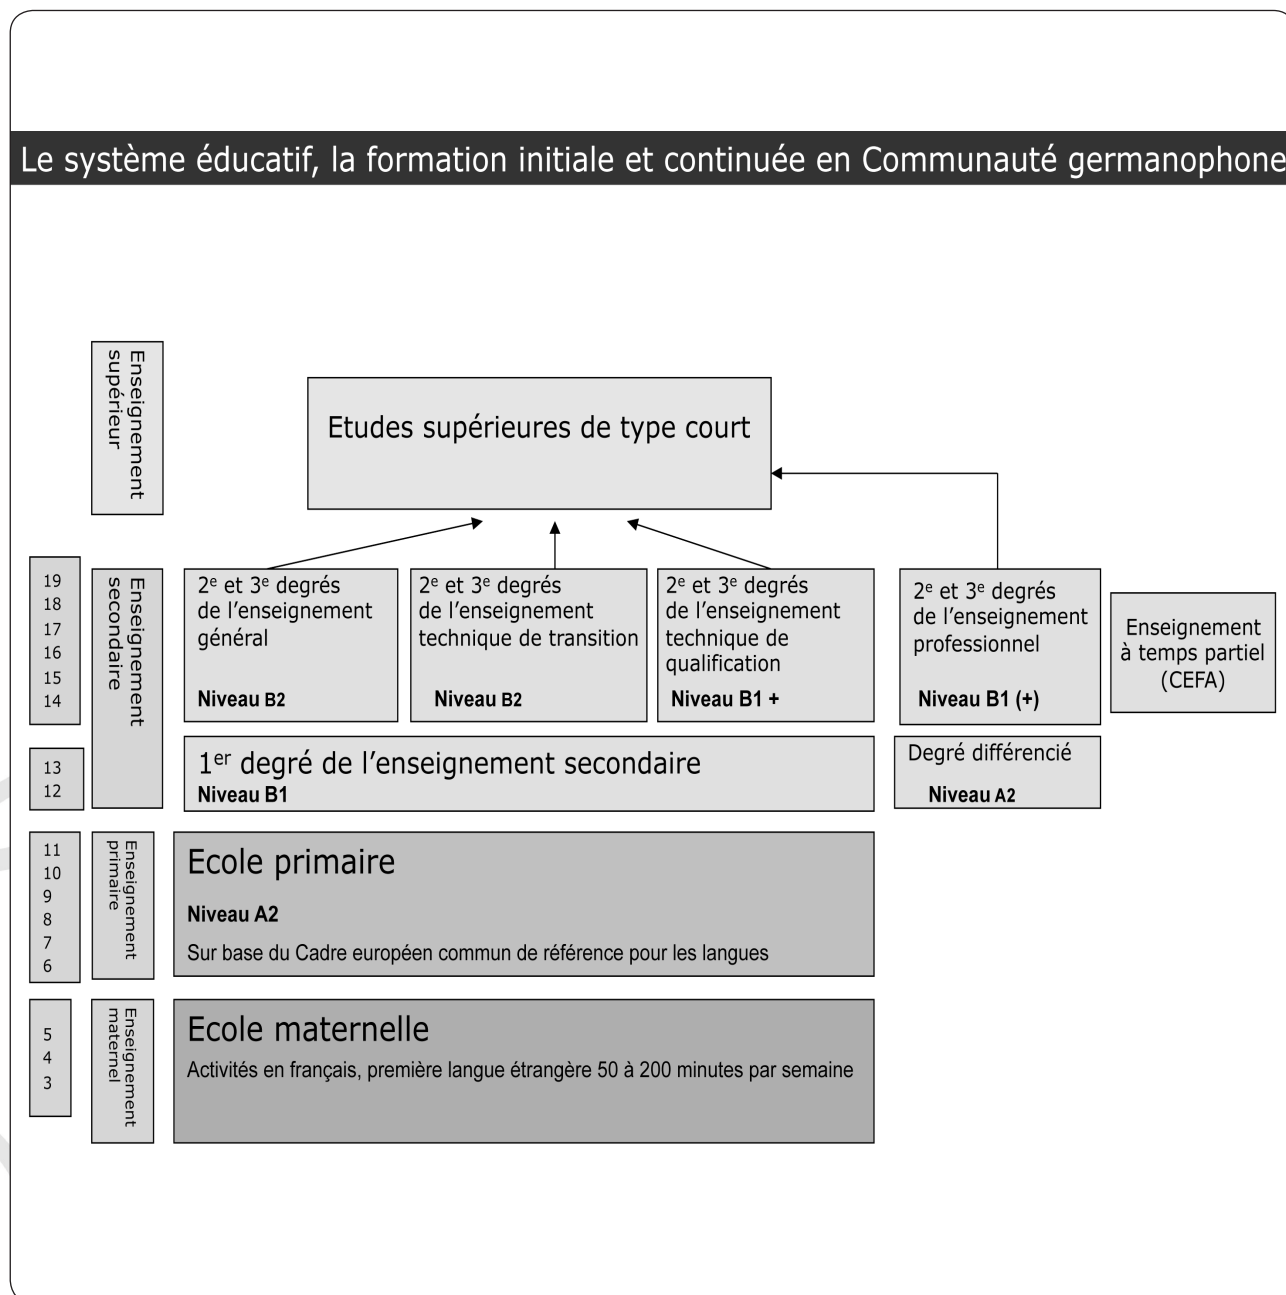 Le système éducatif, la formation initiale et continuée en Communauté germanophone
Enseignement
supérieur
Etudes supérieures de type court
19
18
17
16
15
14
Enseignement
secondaire
2e et 3e degrés
de l’enseignement
général
Niveau B2
2e et 3e degrés
de l’enseignement
technique de transition
Niveau B2
2e et 3e degrés
de l’enseignement
technique de
qualification
Niveau B1 +
2e et 3e degrés
de l’enseignement
professionnel
Niveau B1 (+)
Enseignement
à temps partiel
(CEFA)
13
12
1er degré de l’enseignement secondaire
Niveau B1
Degré différencié
Niveau A2
11
10
9
8
7
6
Enseignement
primaire
Ecole primaire
Niveau A2
Sur base du Cadre européen commun de référence pour les langues
5
4
3
Enseignement
maternel
Ecole maternelle
Activités en français, première langue étrangère 50 à 200 minutes par semaine